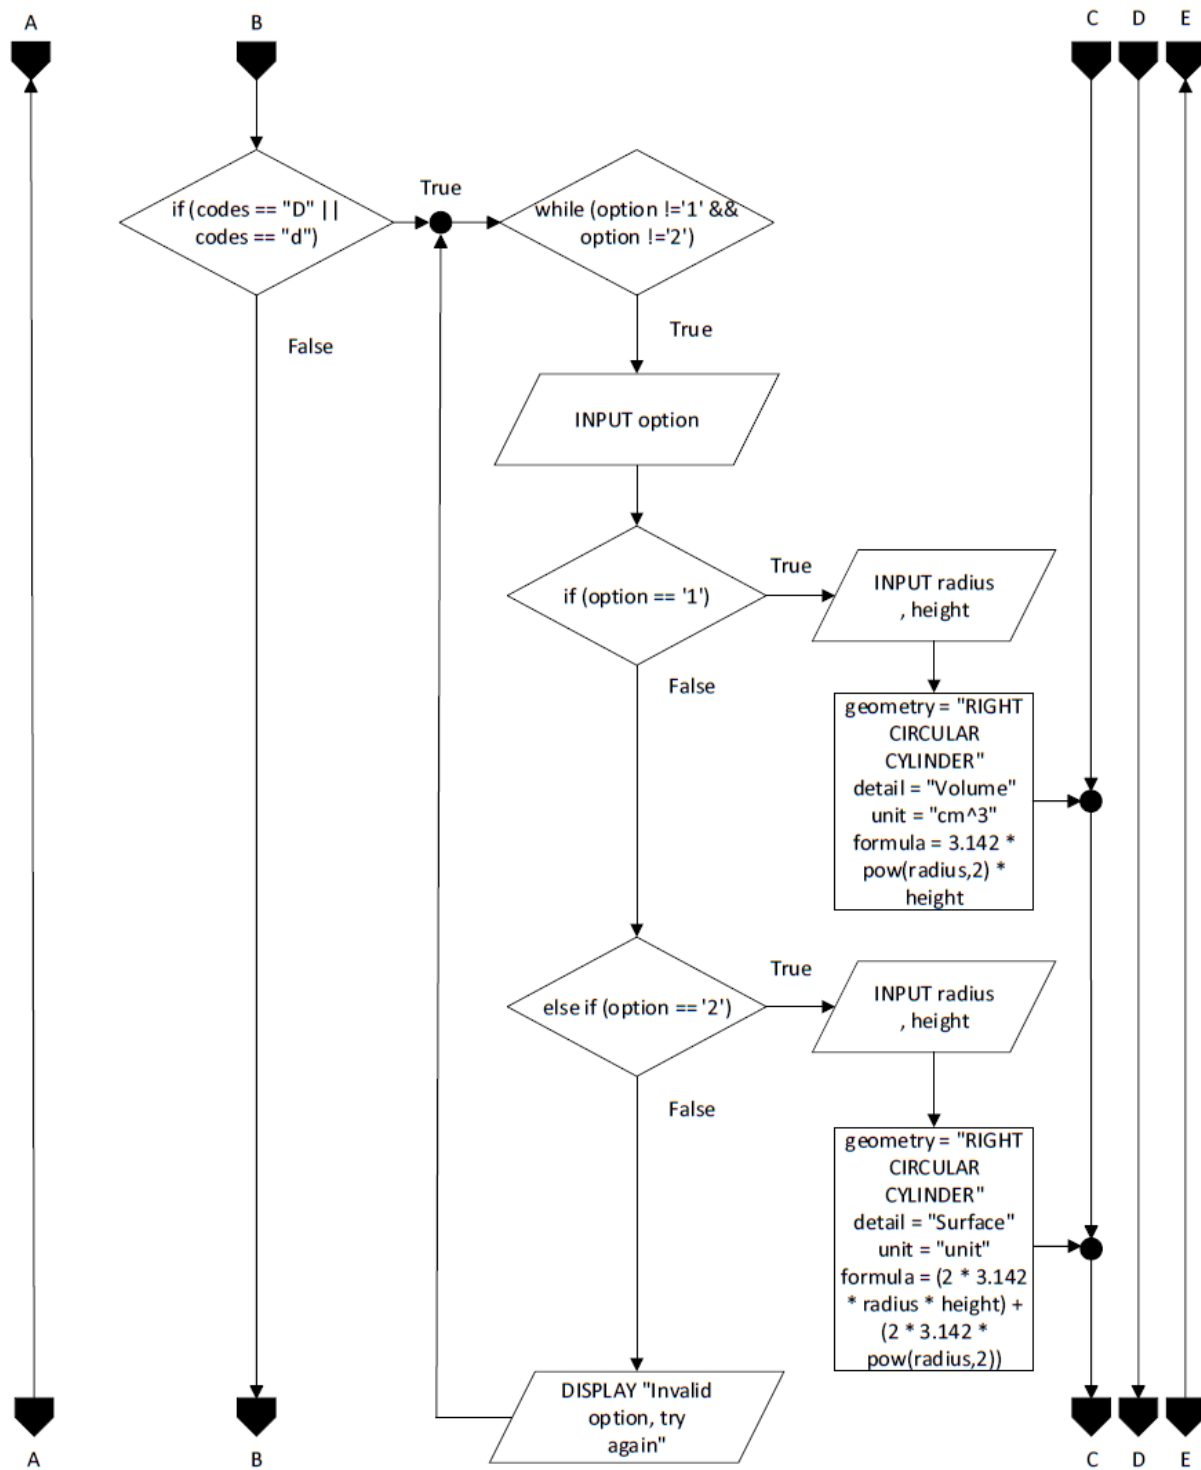 A
B
C
D
E
if (codes == "D" ||
codes == "d")
True
while (option !='1' &&
option !='2')
False
True
INPUT option
if (option == '1')
True
INPUT radius
, height
False
geometry = "RIGHT
CIRCULAR
CYLINDER"
detail = "Volume"
unit = "cm^3"
formula = 3.142 *
pow(radius,2) *
height
else if (option == '2')
True
INPUT radius
, height
False
geometry = "RIGHT
CIRCULAR
CYLINDER"
detail = "Surface"
unit = "unit"
formula = (2 * 3.142
* radius * height) +
(2 * 3.142 *
pow(radius,2))
DISPLAY "Invalid
option, try
again"
A
B
C
D
E